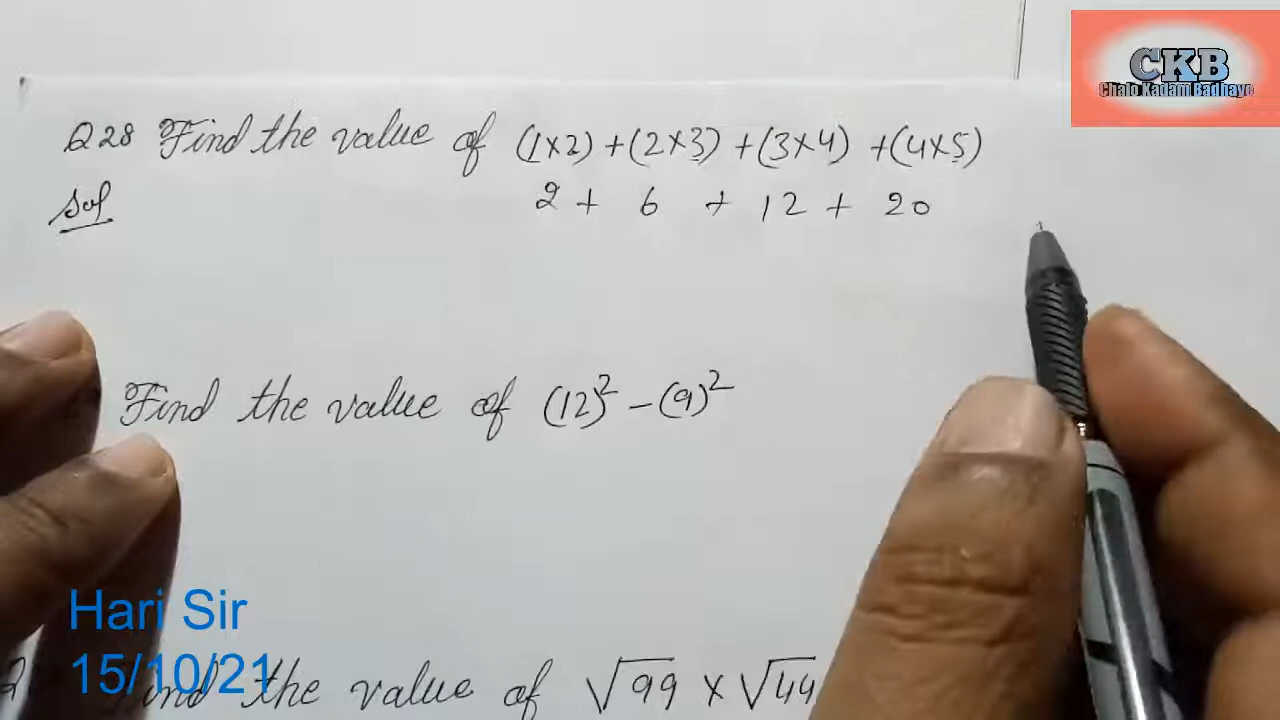 CKB
Chalo Kadam Badhaye
Q28 Find the value of (1×2) + (2×3) + (3×4) + (4×5)
Sol 2 + 6 + 12 + 20
Find the value of (12)² - (9)²
Hari Sir
15/10/21
the value of √99 × √44